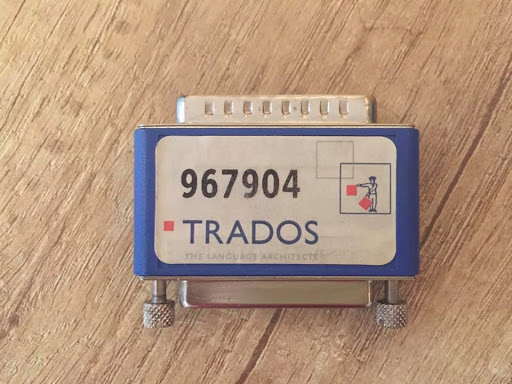 967904
TRADOS
THE LANGUAGE ARCHITECTS